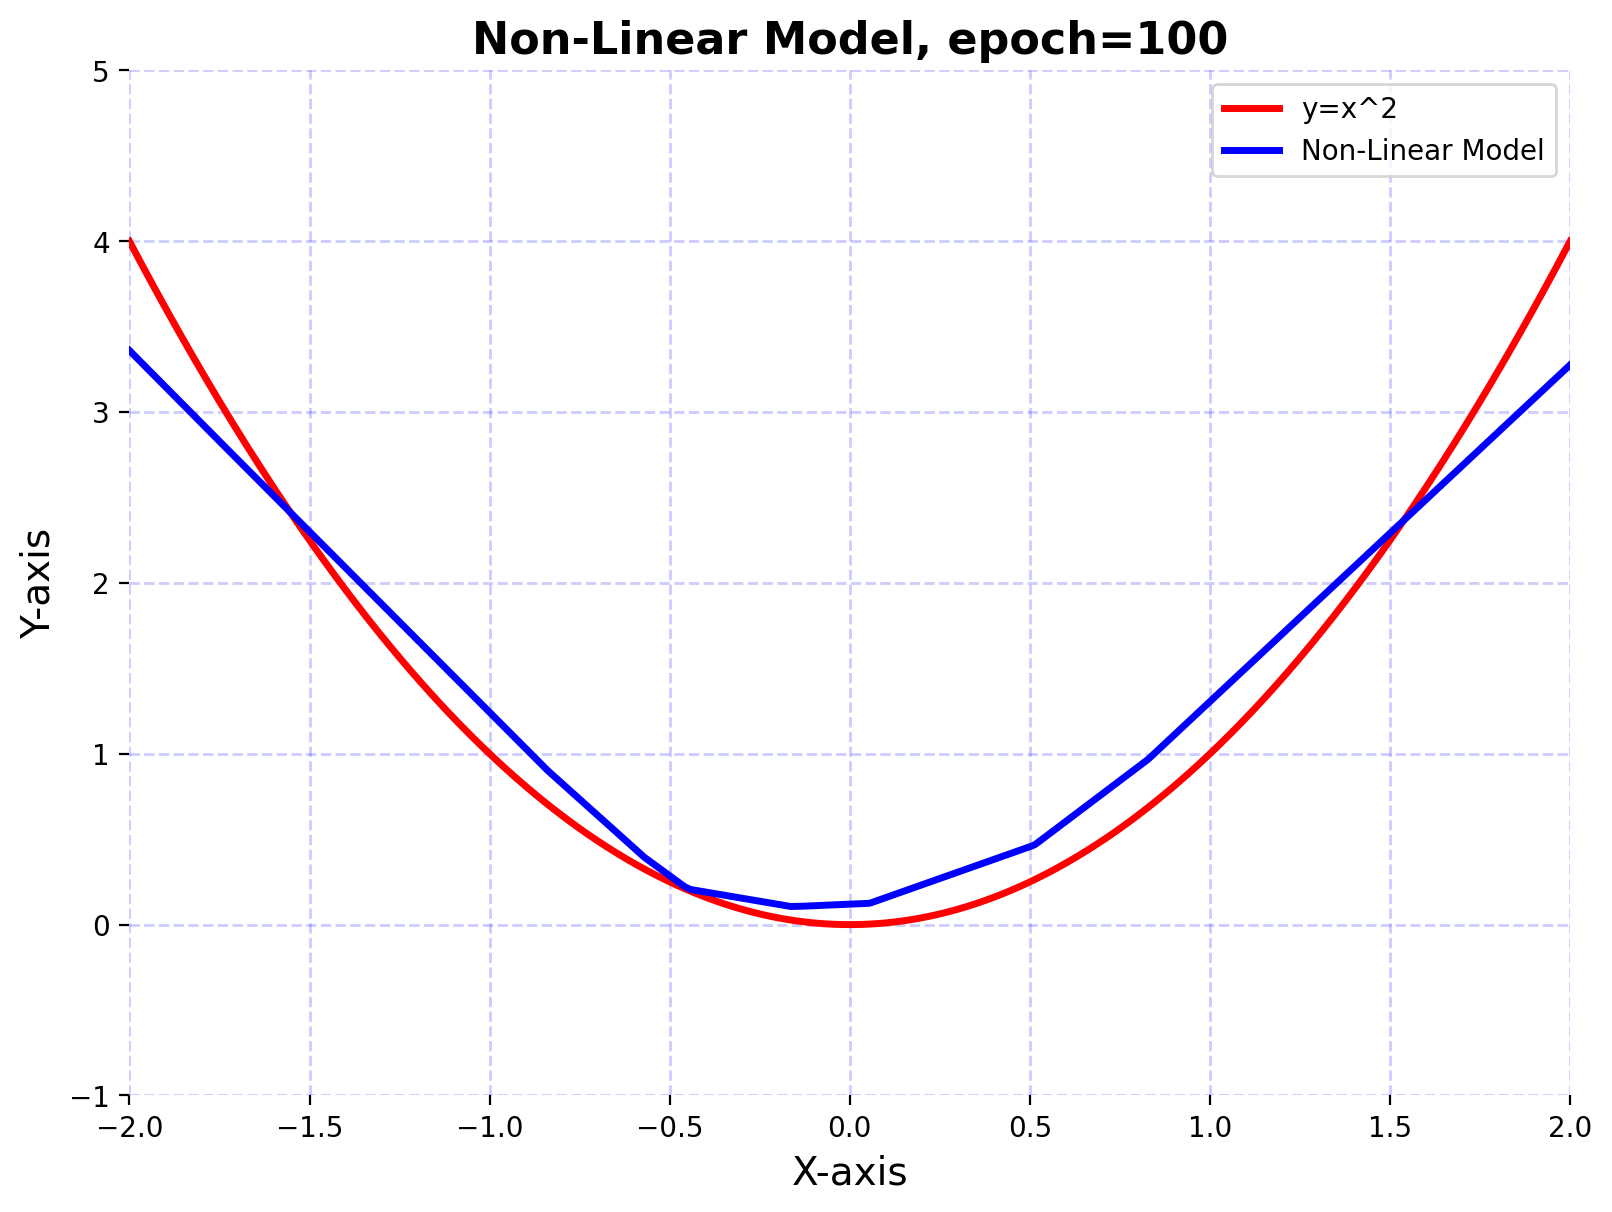 Non-Linear Model, epoch=100
5
4
3
2
1
0
−1
Y-axis
y=x^2
Non-Linear Model
−2.0 −1.5 −1.0 −0.5 0.0 0.5 1.0 1.5 2.0
X-axis